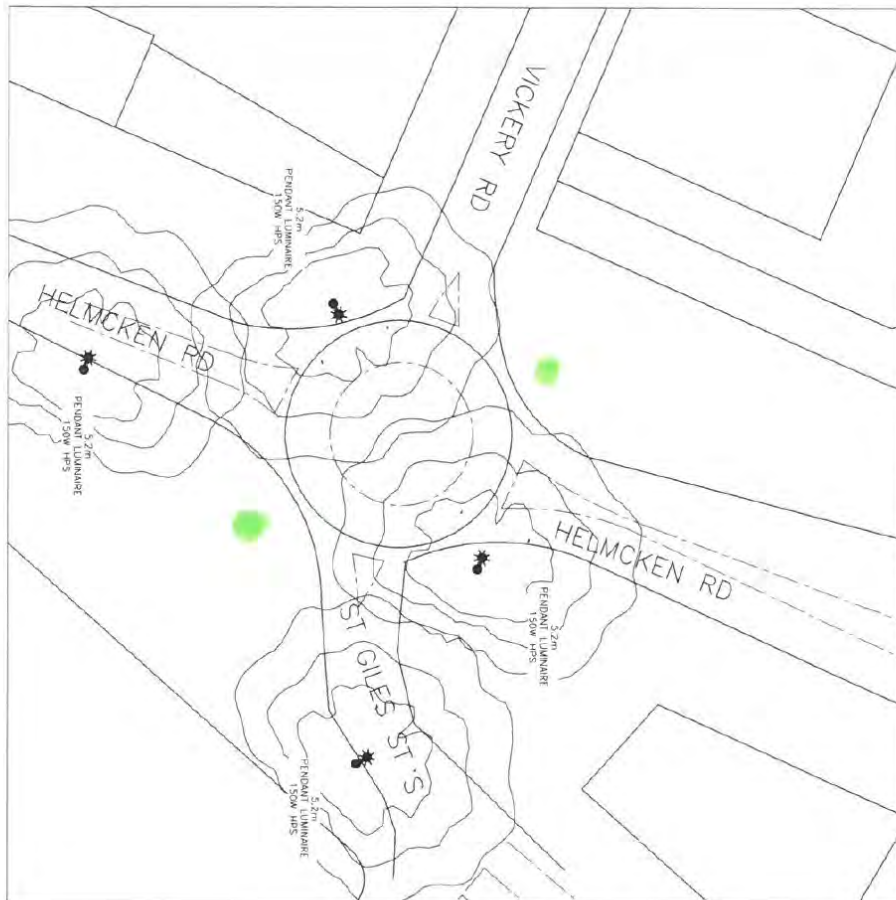 VICKERY RD
5.2m
PENDANT LUMINAIRE
150W HPS
HELMCKEN RD
5.2m
PENDANT LUMINAIRE
150W HPS
HELMCKEN RD
5.2m
PENDANT LUMINAIRE
150W HPS
ST GILES ST'S
5.2m
PENDANT LUMINAIRE
150W HPS